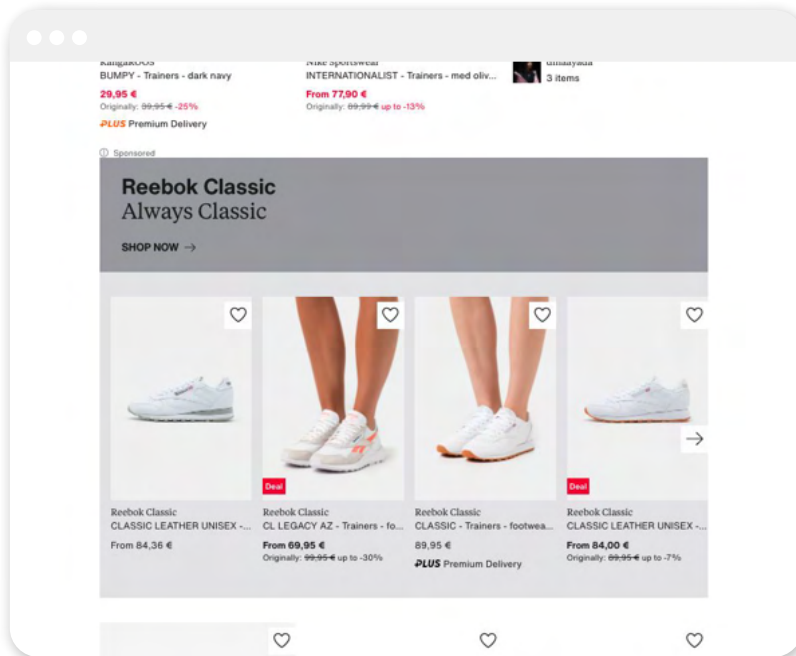 KangaROOS
Nike Sportswear
BUMPY - Trainers - dark navy
INTERNATIONALIST - Trainers - med oliv...
3 items
29,95 €
From 77,90 €
Originally: 39,95 € -25%
Originally: 89,99 € up to -13%
PLUS Premium Delivery
Sponsored
Reebok Classic
Always Classic
SHOP NOW →
Deal
Deal
Reebok Classic
CLASSIC LEATHER UNISEX -...
From 84,36 €
Reebok Classic
CL LEGACY AZ - Trainers - fo...
From 69,95 €
Originally: 99,95 € up to -30%
Reebok Classic
CLASSIC - Trainers - footwea...
89,95 €
PLUS Premium Delivery
Reebok Classic
CLASSIC LEATHER UNISEX -...
From 84,00 €
Originally: 89,95 € up to -7%